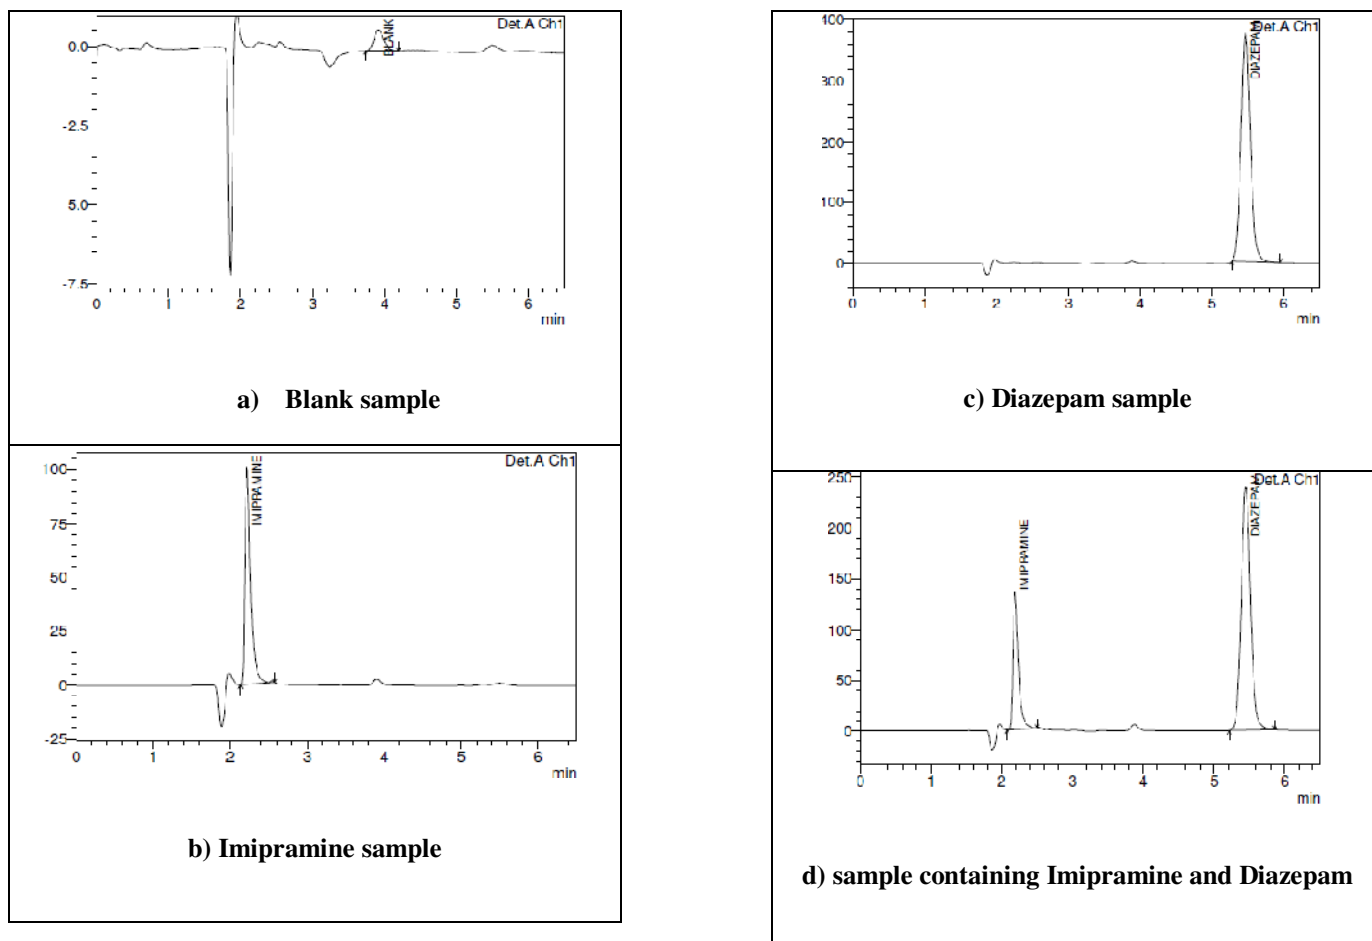 Det.A Ch1
BLANK
0.0
-2.5
5.0
-7.5
0 1 2 3 4 5 6
min
a) Blank sample
Det.A Ch1
IMIPRAMINE
100
75
50
25
0
-25
0 1 2 3 4 5 6
min
b) Imipramine sample
Det.A Ch1
DIAZEPAM
400
300
200
100
0
0 1 2 3 4 5 6
min
c) Diazepam sample
Det.A Ch1
IMIPRAMINE
DIAZEPAM
250
200
150
100
50
0
0 1 2 3 4 5 6
min
d) sample containing Imipramine and Diazepam